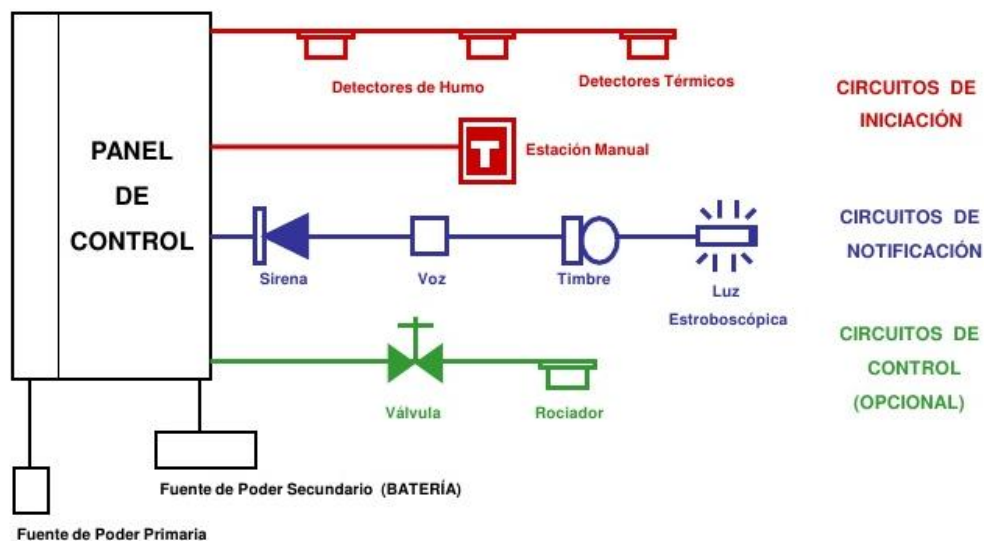 Detectores de Humo
Detectores Térmicos
CIRCUITOS DE
INICIACIÓN
PANEL
DE
CONTROL
T
Estación Manual
CIRCUITOS DE
NOTIFICACIÓN
Sirena
Voz
Timbre
Luz
Estroboscópica
CIRCUITOS DE
CONTROL
(OPCIONAL)
Válvula
Rociador
Fuente de Poder Secundario (BATERÍA)
Fuente de Poder Primaria